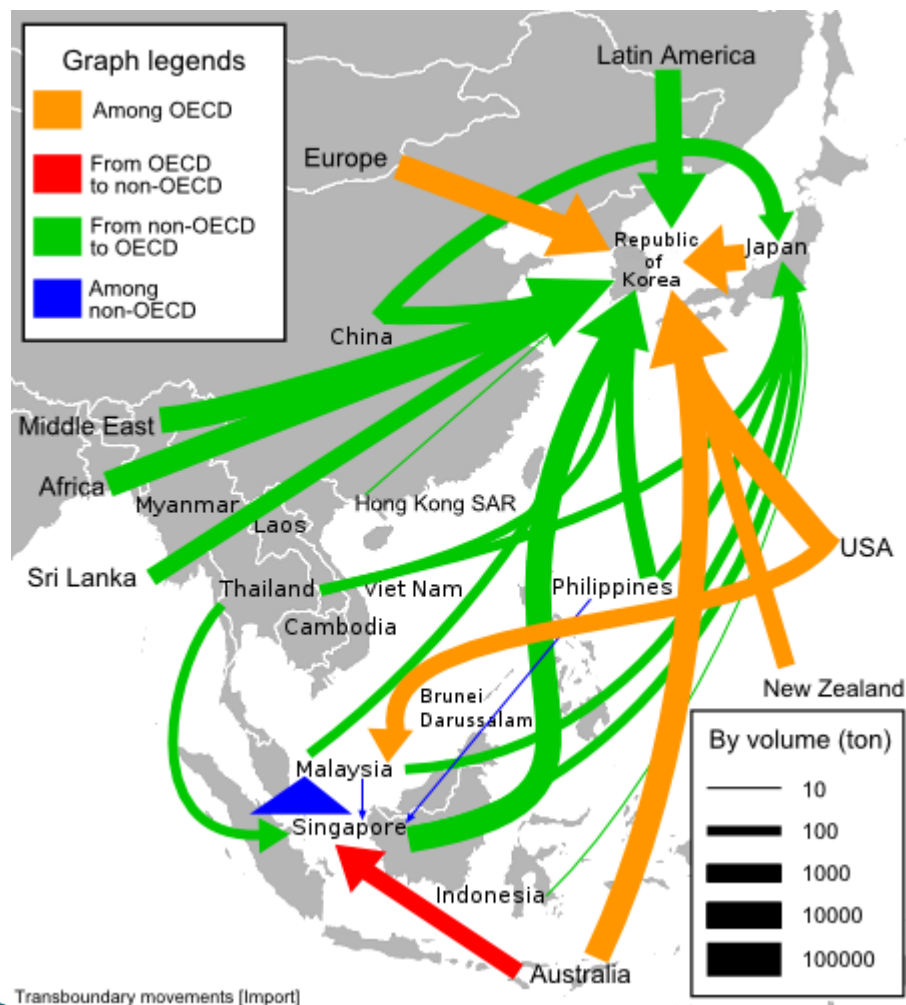 Graph legends
Among OECD
From OECD
to non-OECD
From non-OECD
to OECD
Among
non-OECD
Latin America
Europe
Republic
of
Korea
Japan
China
Middle East
Africa
Myanmar
Laos
Hong Kong SAR
Sri Lanka
Thailand
Viet Nam
Philippines
USA
Cambodia
New Zealand
Brunei
Darussalam
Malaysia
Singapore
Indonesia
Australia
By volume (ton)
10
100
1000
10000
100000
Transboundary movements [Import]